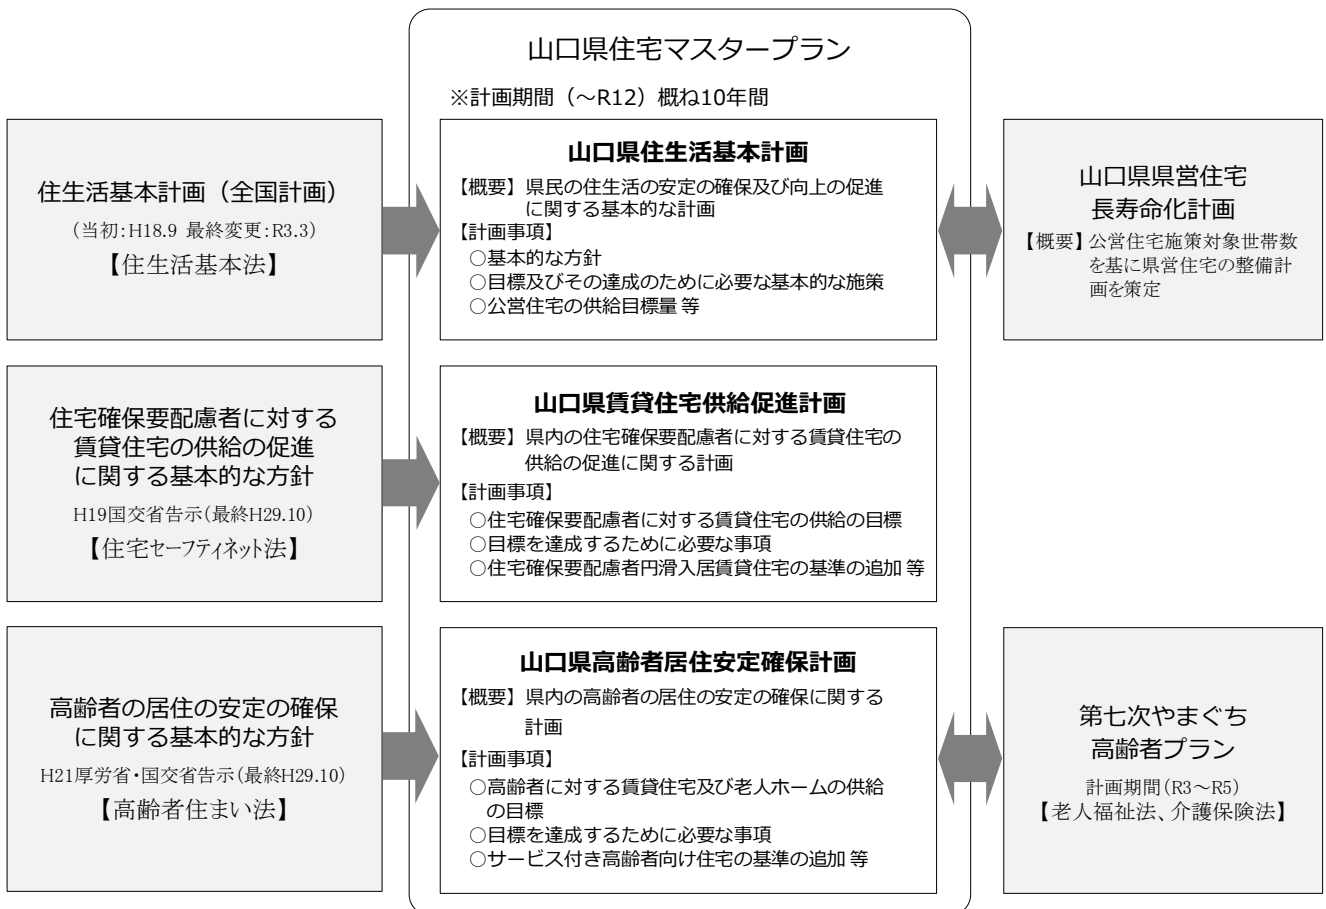 山口県住宅マスタープラン
※計画期間（～R12）概ね10年間
住生活基本計画（全国計画）
（当初：H18.9 最終変更：R3.3）
【住生活基本法】
山口県住生活基本計画
【概要】県民の住生活の安定の確保及び向上の促進
に関する基本的な計画
【計画事項】
○基本的な方針
○目標及びその達成のために必要な基本的な施策
○公営住宅の供給目標量 等
山口県県営住宅
長寿命化計画
【概要】公営住宅施策対象世帯数
を基に県営住宅の整備計
画を策定
住宅確保要配慮者に対する
賃貸住宅の供給の促進
に関する基本的な方針
H19国交省告示（最終H29.10）
【住宅セーフティネット法】
山口県賃貸住宅供給促進計画
【概要】県内の住宅確保要配慮者に対する賃貸住宅の
供給の促進に関する計画
【計画事項】
○住宅確保要配慮者に対する賃貸住宅の供給の目標
○目標を達成するために必要な事項
○住宅確保要配慮者円滑入居賃貸住宅の基準の追加 等
高齢者の居住の安定の確保
に関する基本的な方針
H21厚労省・国交省告示（最終H29.10）
【高齢者住まい法】
山口県高齢者居住安定確保計画
【概要】県内の高齢者の居住の安定の確保に関する
計画
【計画事項】
○高齢者に対する賃貸住宅及び老人ホームの供給
の目標
○目標を達成するために必要な事項
○サービス付き高齢者向け住宅の基準の追加 等
第七次やまぐち
高齢者プラン
計画期間（R3～R5）
【老人福祉法、介護保険法】